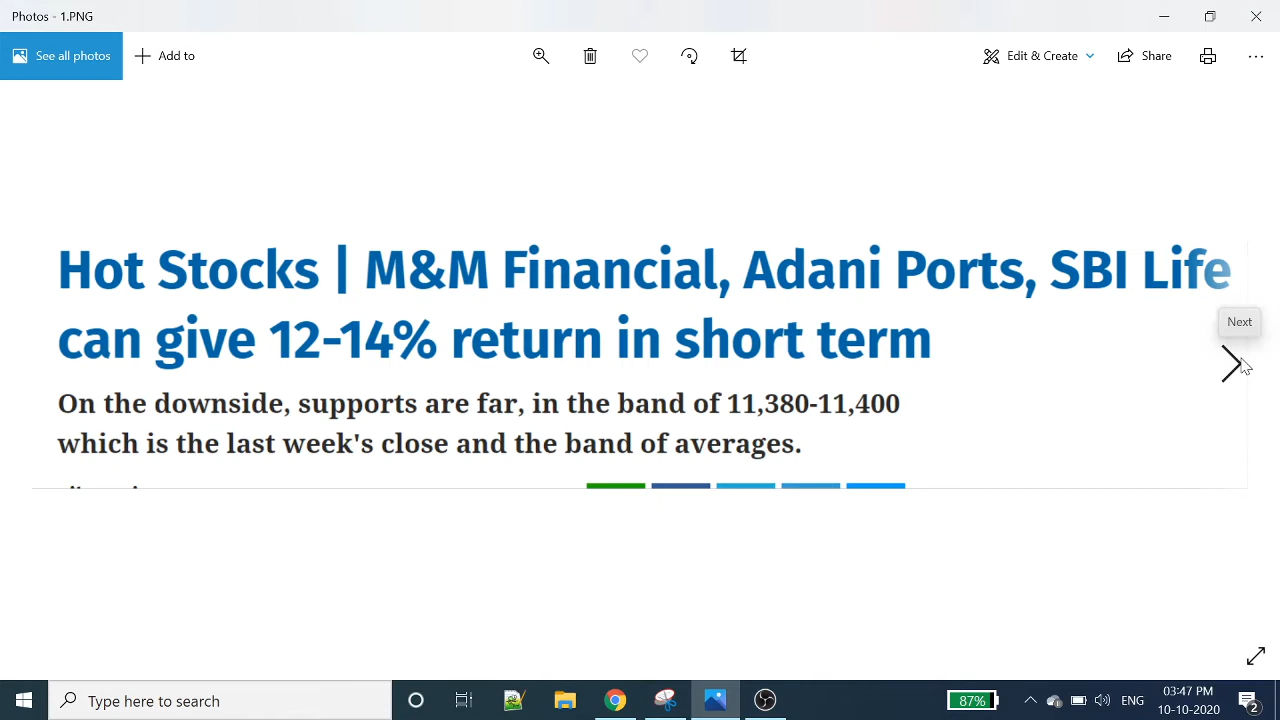 Photos - 1.PNG
See all photos
Add to
Edit & Create
Share
Hot Stocks | M&M Financial, Adani Ports, SBI Life
can give 12-14% return in short term
Next
On the downside, supports are far, in the band of 11,380-11,400
which is the last week's close and the band of averages.
Type here to search
87%
ENG
03:47 PM
10-10-2020
2